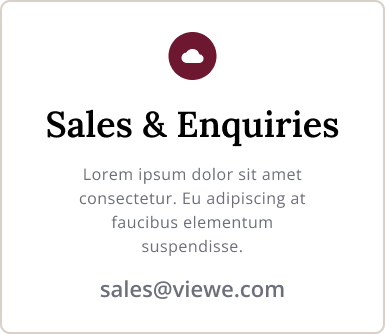 Sales & Enquiries
Lorem ipsum dolor sit amet
consectetur. Eu adipiscing at
faucibus elementum
suspendisse.
sales@viewe.com